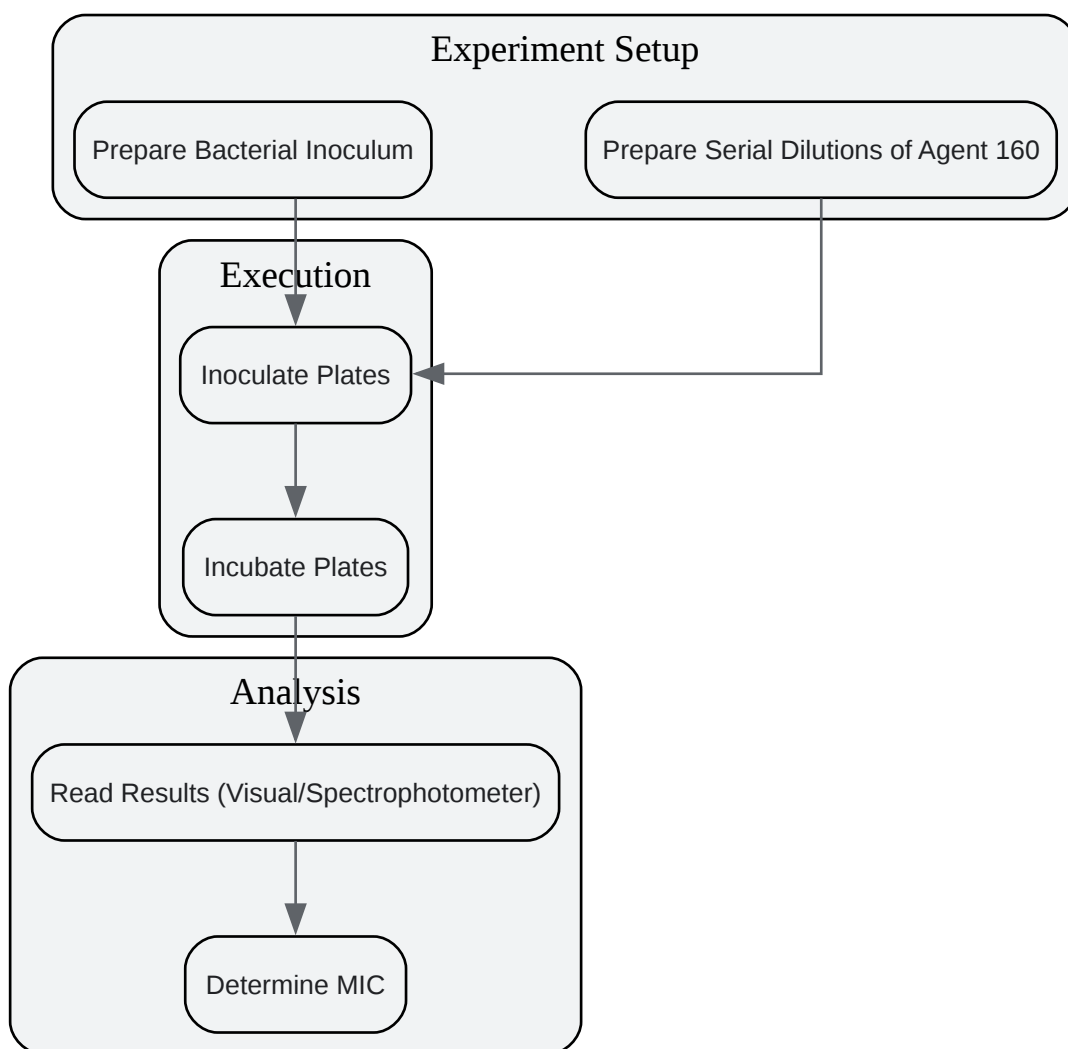 Experiment Setup
Prepare Bacterial Inoculum
Prepare Serial Dilutions of Agent 160
Execution
Inoculate Plates
Incubate Plates
Analysis
Read Results (Visual/Spectrophotometer)
Determine MIC